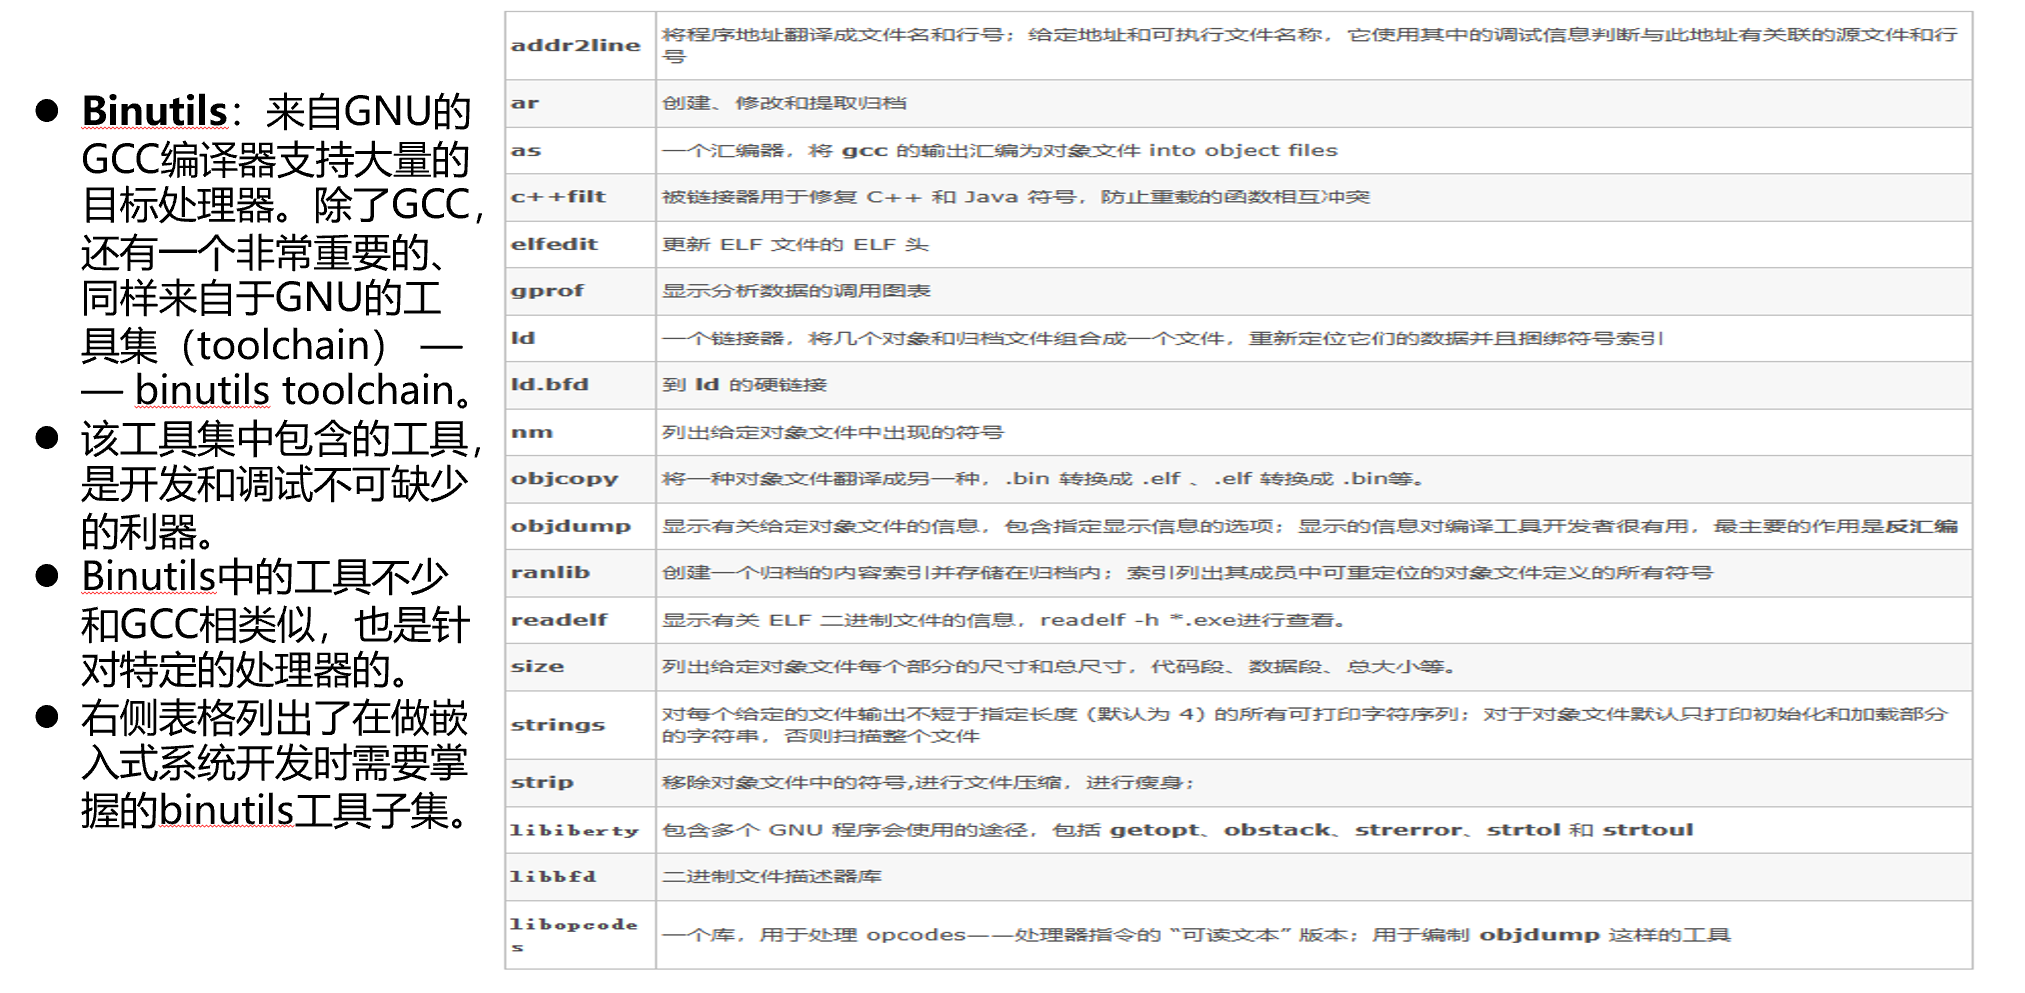 ● Binutils：来自GNU的
GCC编译器支持大量的
目标处理器。除了GCC，
还有一个非常重要的、
同样来自于GNU的工
具集（toolchain） —
— binutils toolchain。
● 该工具集中包含的工具，
是开发和调试不可缺少
的利器。
● Binutils中的工具不少
和GCC相类似，也是针
对特定的处理器的。
● 右侧表格列出了在做嵌
入式系统开发时需要掌
握的binutils工具子集。
addr2line 将程序地址翻译成文件名和行号；给定地址和可执行文件名称，它使用其中的调试信息判断与此地址有关联的源文件和行
号
ar 创建、修改和提取归档
as 一个汇编器，将 gcc 的输出汇编为对象文件 into object files
c++filt 被链接器用于修复 C++ 和 Java 符号，防止重载的函数相互冲突
elfedit 更新 ELF 文件的 ELF 头
gprof 显示分析数据的调用图表
ld 一个链接器，将几个对象和归档文件组合成一个文件，重新定位它们的数据并且捆绑符号索引
ld.bfd 到 ld 的硬链接
nm 列出给定对象文件中出现的符号
objcopy 将一种对象文件翻译成另一种，.bin 转换成 .elf 、.elf 转换成 .bin等。
objdump 显示有关给定对象文件的信息，包含指定显示信息的选项；显示的信息对编译工具开发者很有用，最主要的作用是反汇编
ranlib 创建一个归档的内容索引并存储在归档内；索引列出其成员中可重定位的对象文件定义的所有符号
readelf 显示有关 ELF 二进制文件的信息，readelf -h *.exe进行查看。
size 列出给定对象文件每个部分的尺寸和总尺寸，代码段、数据段、总大小等。
strings 对每个给定的文件输出不短于指定长度 (默认为 4) 的所有可打印字符序列；对于对象文件默认只打印初始化和加载部分
的字符串，否则扫描整个文件
strip 移除对象文件中的符号,进行文件压缩，进行瘦身；
libiberty 包含多个 GNU 程序会使用的途径，包括 getopt、obstack、strerror、strtol 和 strtoul
libbfd 二进制文件描述器库
libopcode
s 一个库，用于处理 opcodes——处理器指令的 “可读文本” 版本；用于编制 objdump 这样的工具